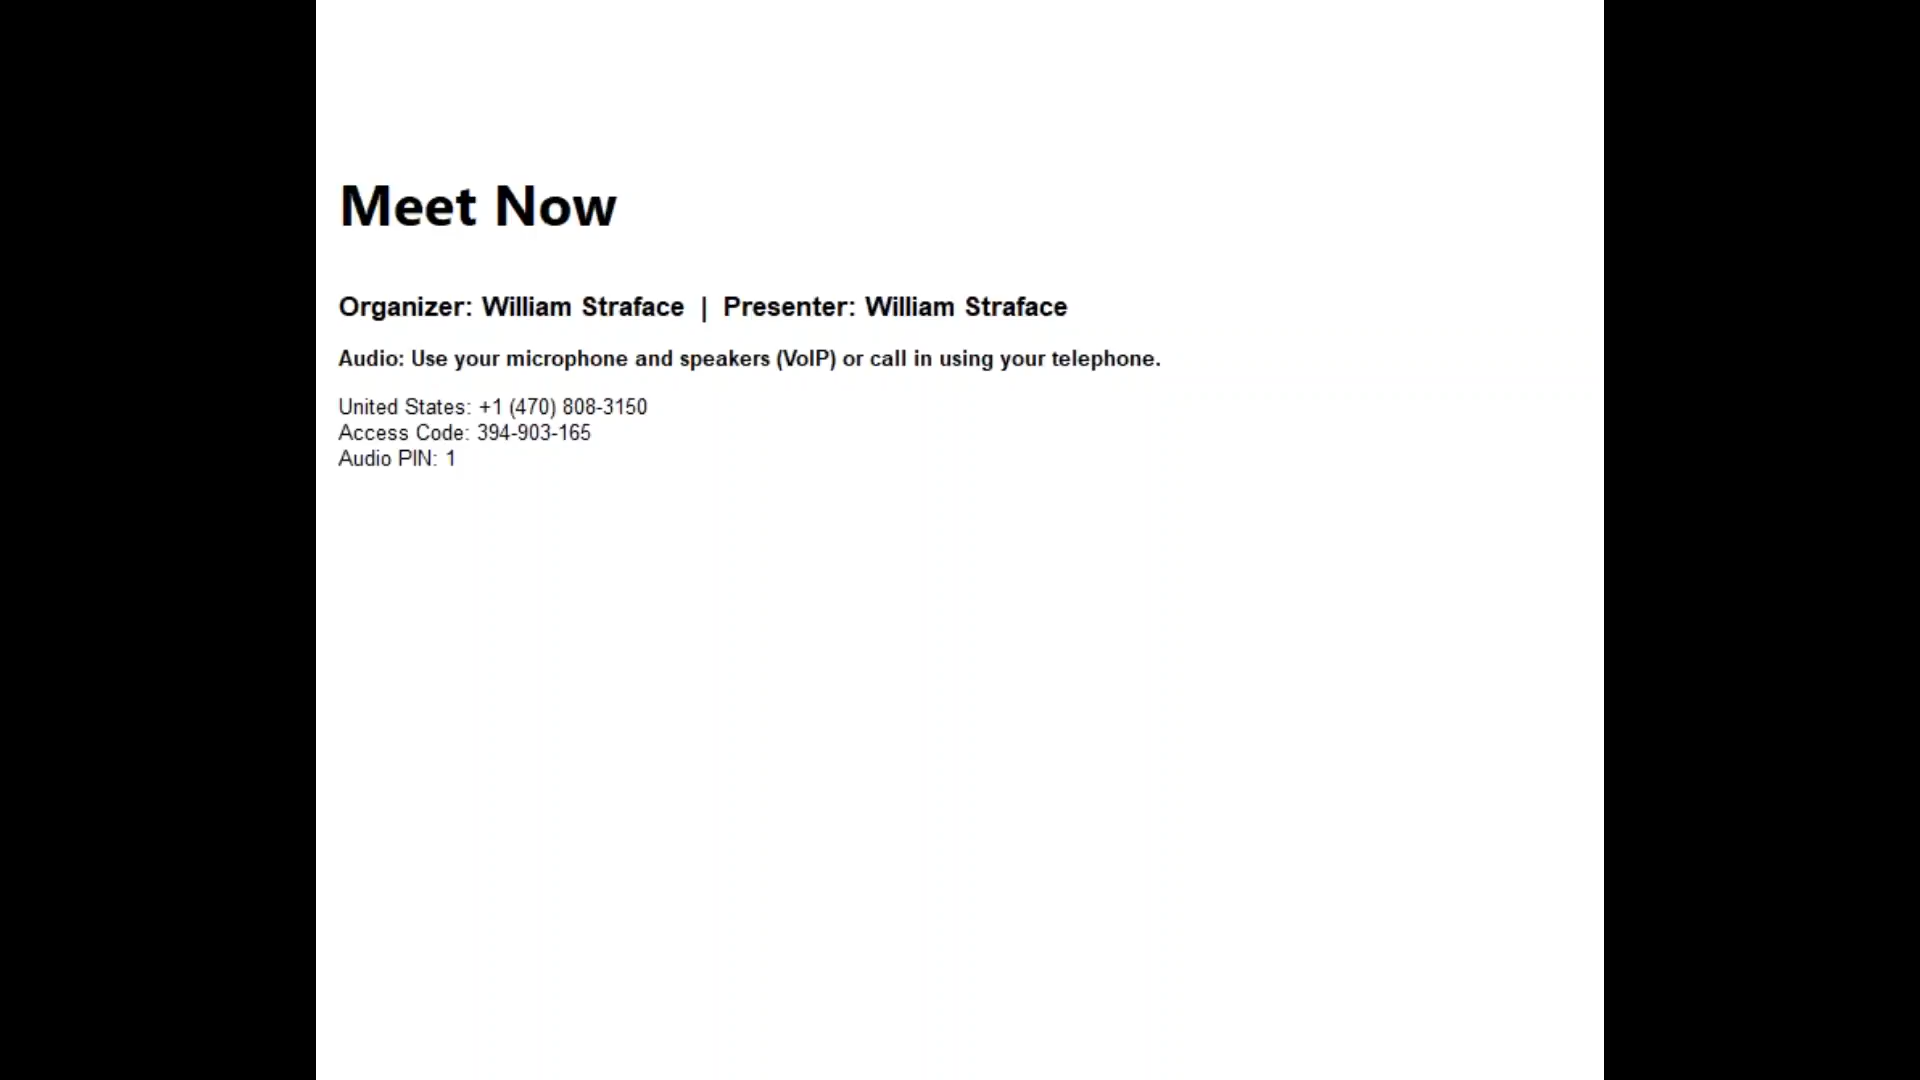 Meet Now
Organizer: William Straface | Presenter: William Straface
Audio: Use your microphone and speakers (VoIP) or call in using your telephone.
United States: +1 (470) 808-3150
Access Code: 394-903-165
Audio PIN: 1